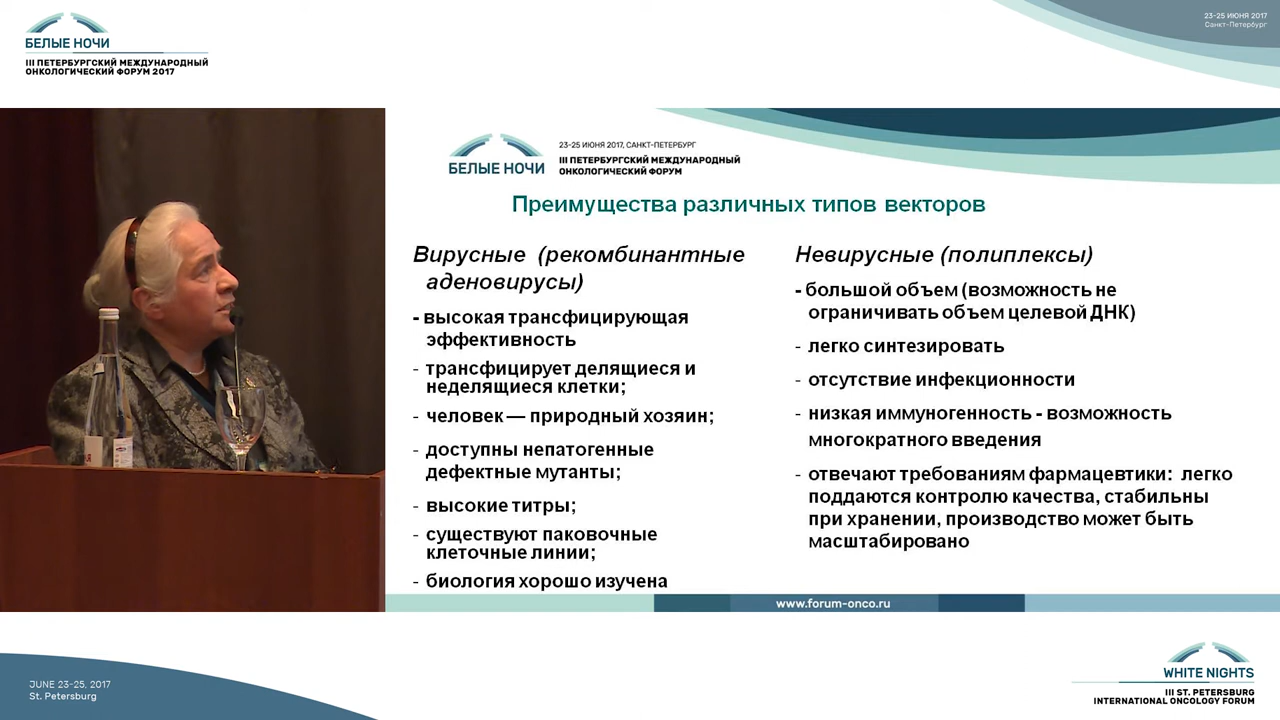 БЕЛЫЕ НОЧИ
III ПЕТЕРБУРГСКИЙ МЕЖДУНАРОДНЫЙ
ОНКОЛОГИЧЕСКИЙ ФОРУМ 2017
23-25 ИЮНЯ 2017
Санкт-Петербург
БЕЛЫЕ НОЧИ
23-25 ИЮНЯ 2017, САНКТ-ПЕТЕРБУРГ
III ПЕТЕРБУРГСКИЙ МЕЖДУНАРОДНЫЙ
ОНКОЛОГИЧЕСКИЙ ФОРУМ
Преимущества различных типов векторов
Вирусные (рекомбинантные
аденовирусы)
- высокая трансфицирующая
эффективность
- трансфицирует делящиеся и
неделящиеся клетки;
- человек — природный хозяин;
- доступны непатогенные
дефектные мутанты;
- высокие титры;
- существуют паковочные
клеточные линии;
- биология хорошо изучена
Невирусные (полиплексы)
- большой объем (возможность не
ограничивать объем целевой ДНК)
- легко синтезировать
- отсутствие инфекционности
- низкая иммуногенность - возможность
многократного введения
- отвечают требованиям фармацевтики: легко
поддаются контролю качества, стабильны
при хранении, производство может быть
масштабировано
www.forum-onco.ru
JUNE 23-25, 2017
St. Petersburg
WHITE NIGHTS
III ST. PETERSBURG
INTERNATIONAL ONCOLOGY FORUM